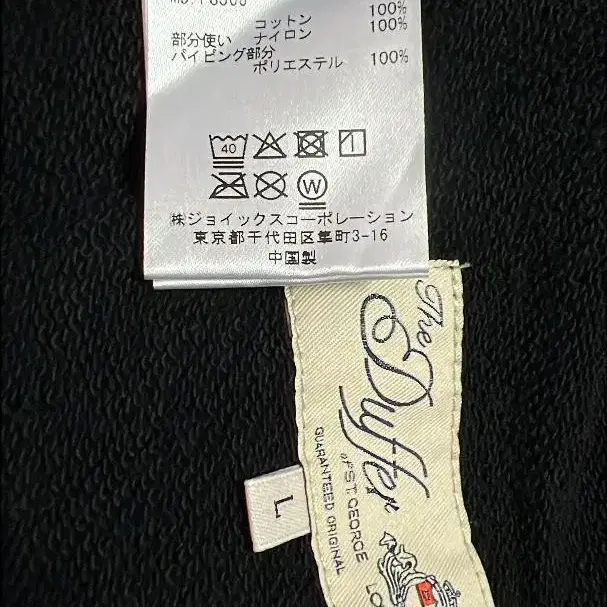 コットン 100%
部分使い ナイロン 100%
パイピング部分
ポリエステル 100%
40
W
株ジョイックスコーポレーション
東京都千代田区隼町3-16
中国製
The
Duffer
of ST. GEORGE
GUARANTEED ORIGINAL
L